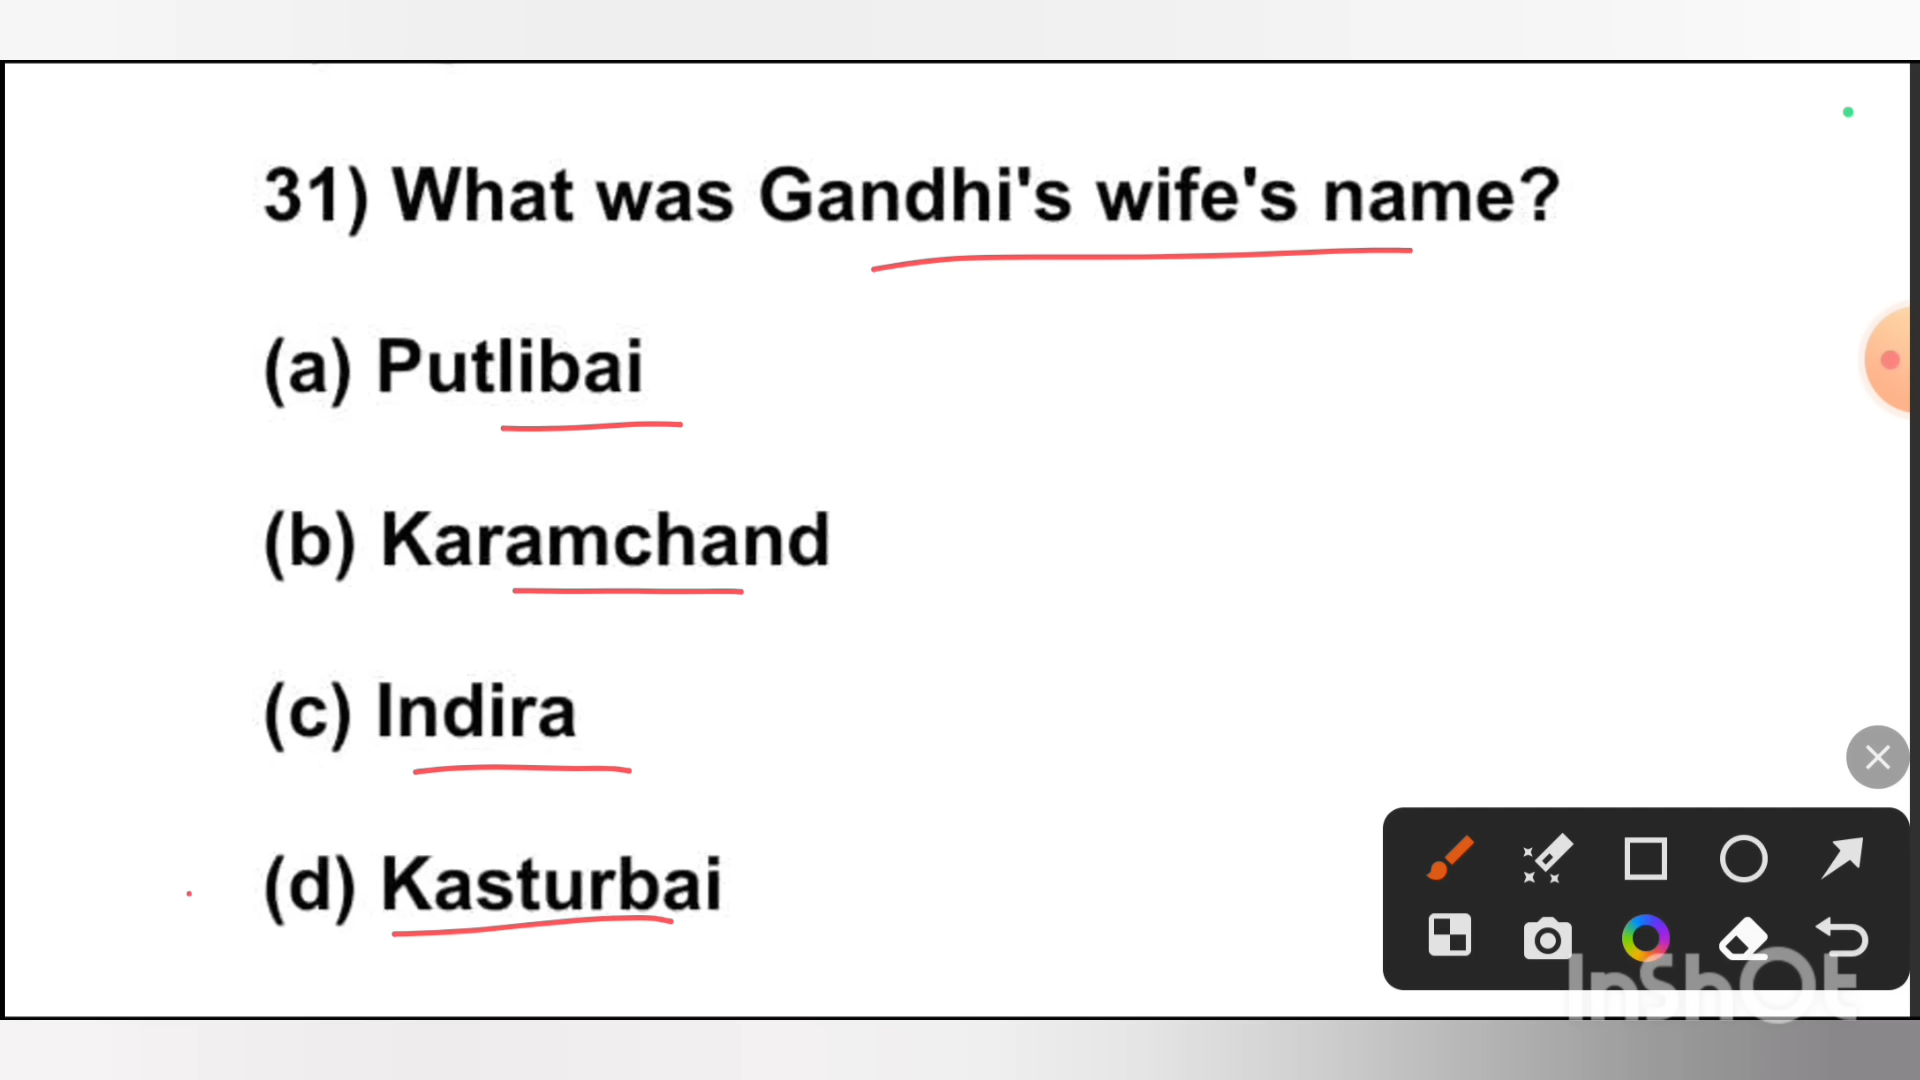 31) What was Gandhi's wife's name?
(a) Putlibai
(b) Karamchand
(c) Indira
(d) Kasturbai
InShOt